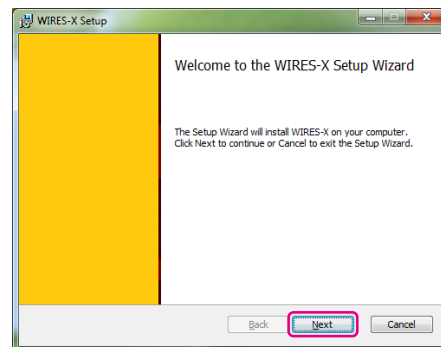 WIRES-X Setup
Welcome to the WIRES-X Setup Wizard
The Setup Wizard will install WIRES-X on your computer.
Click Next to continue or Cancel to exit the Setup Wizard.
Back Next Cancel